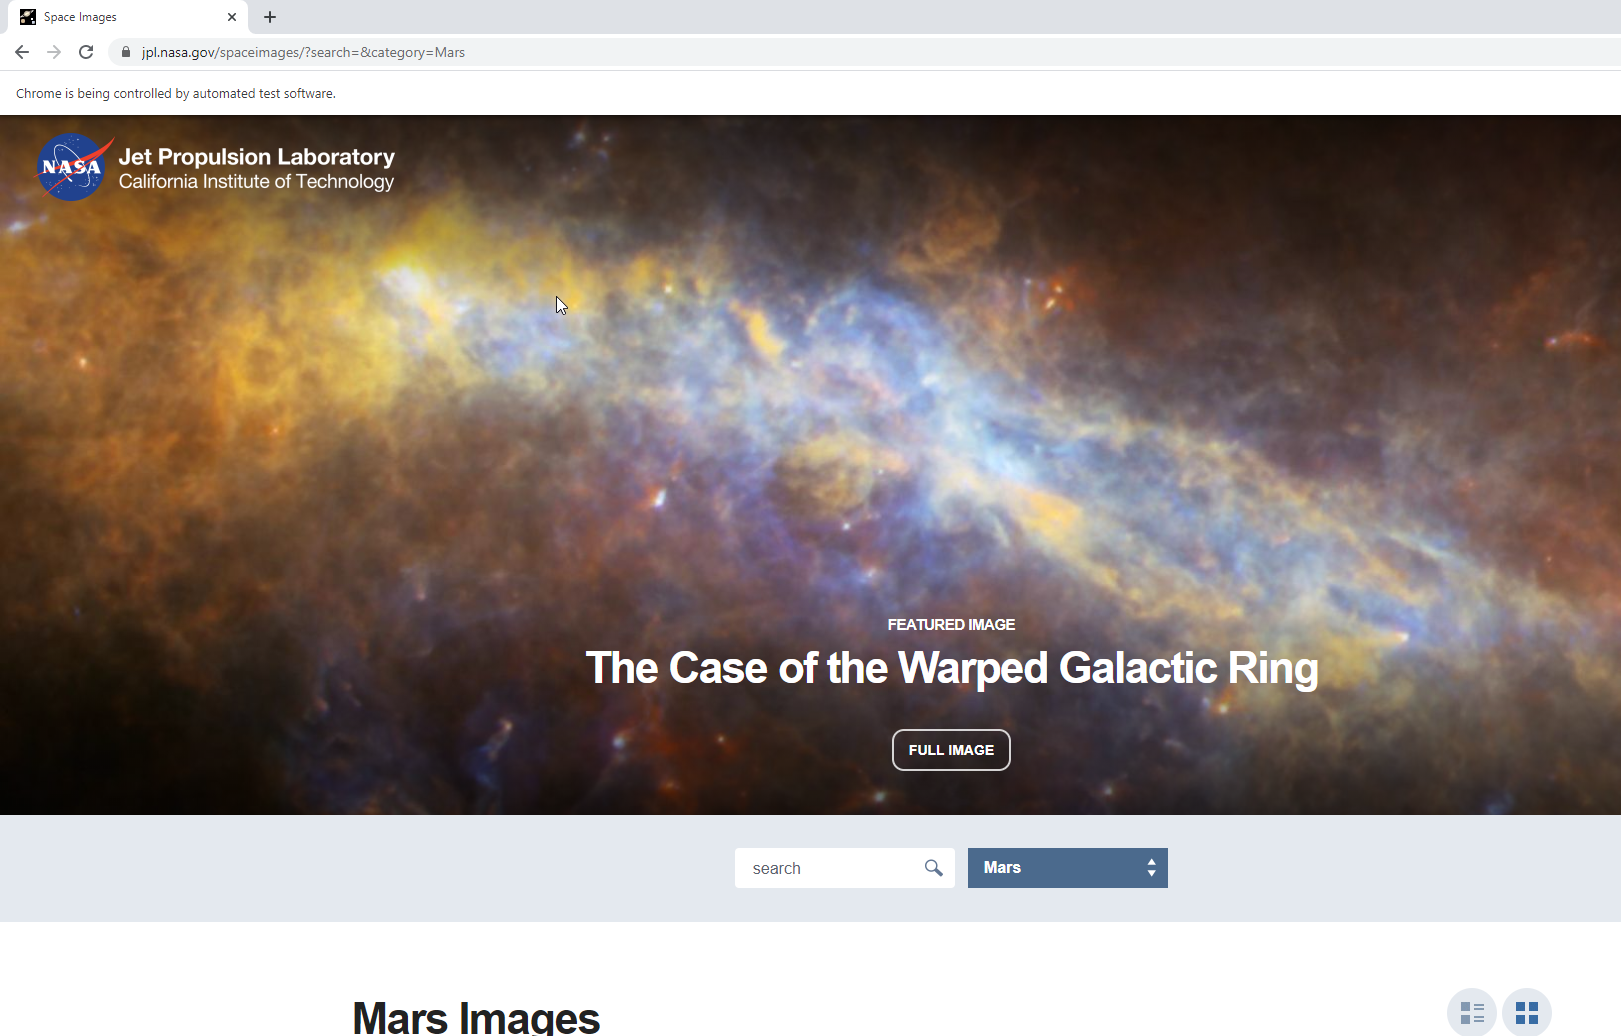 Space Images
jpl.nasa.gov/spaceimages/?search=&category=Mars
Chrome is being controlled by automated test software.
NASA
Jet Propulsion Laboratory
California Institute of Technology
FEATURED IMAGE
The Case of the Warped Galactic Ring
FULL IMAGE
search
Mars
Mars Images